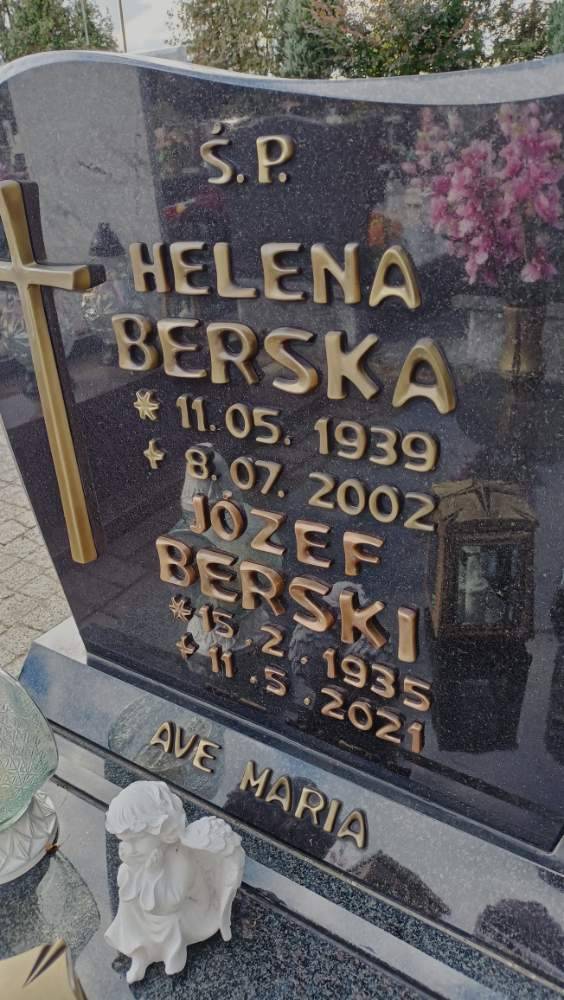 Ś.P.
HELENA
BERSKA
* 11.05.1939
+ 8.07.2002
JÓZEF
BERSKI
* 15.2.1935
+ 11.5.2021
AVE MARIA